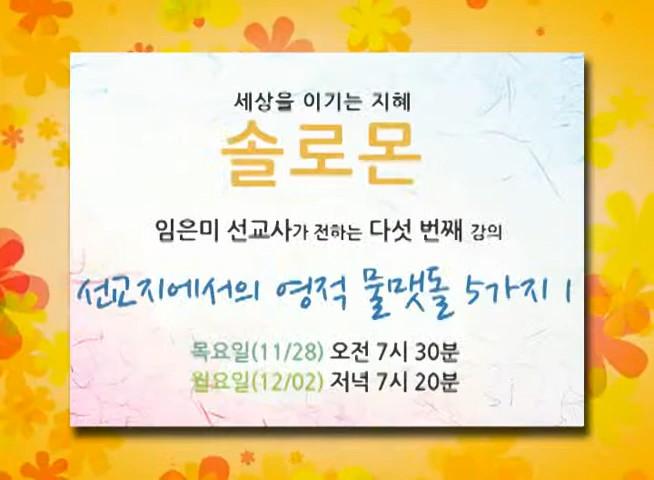 세상을 이기는 지혜
솔로몬
임은미 선교사가 전하는 다섯 번째 강의
선교지에서의 영적 물맷돌 5가지 1
목요일(11/28) 오전 7시 30분
월요일(12/02) 저녁 7시 20분